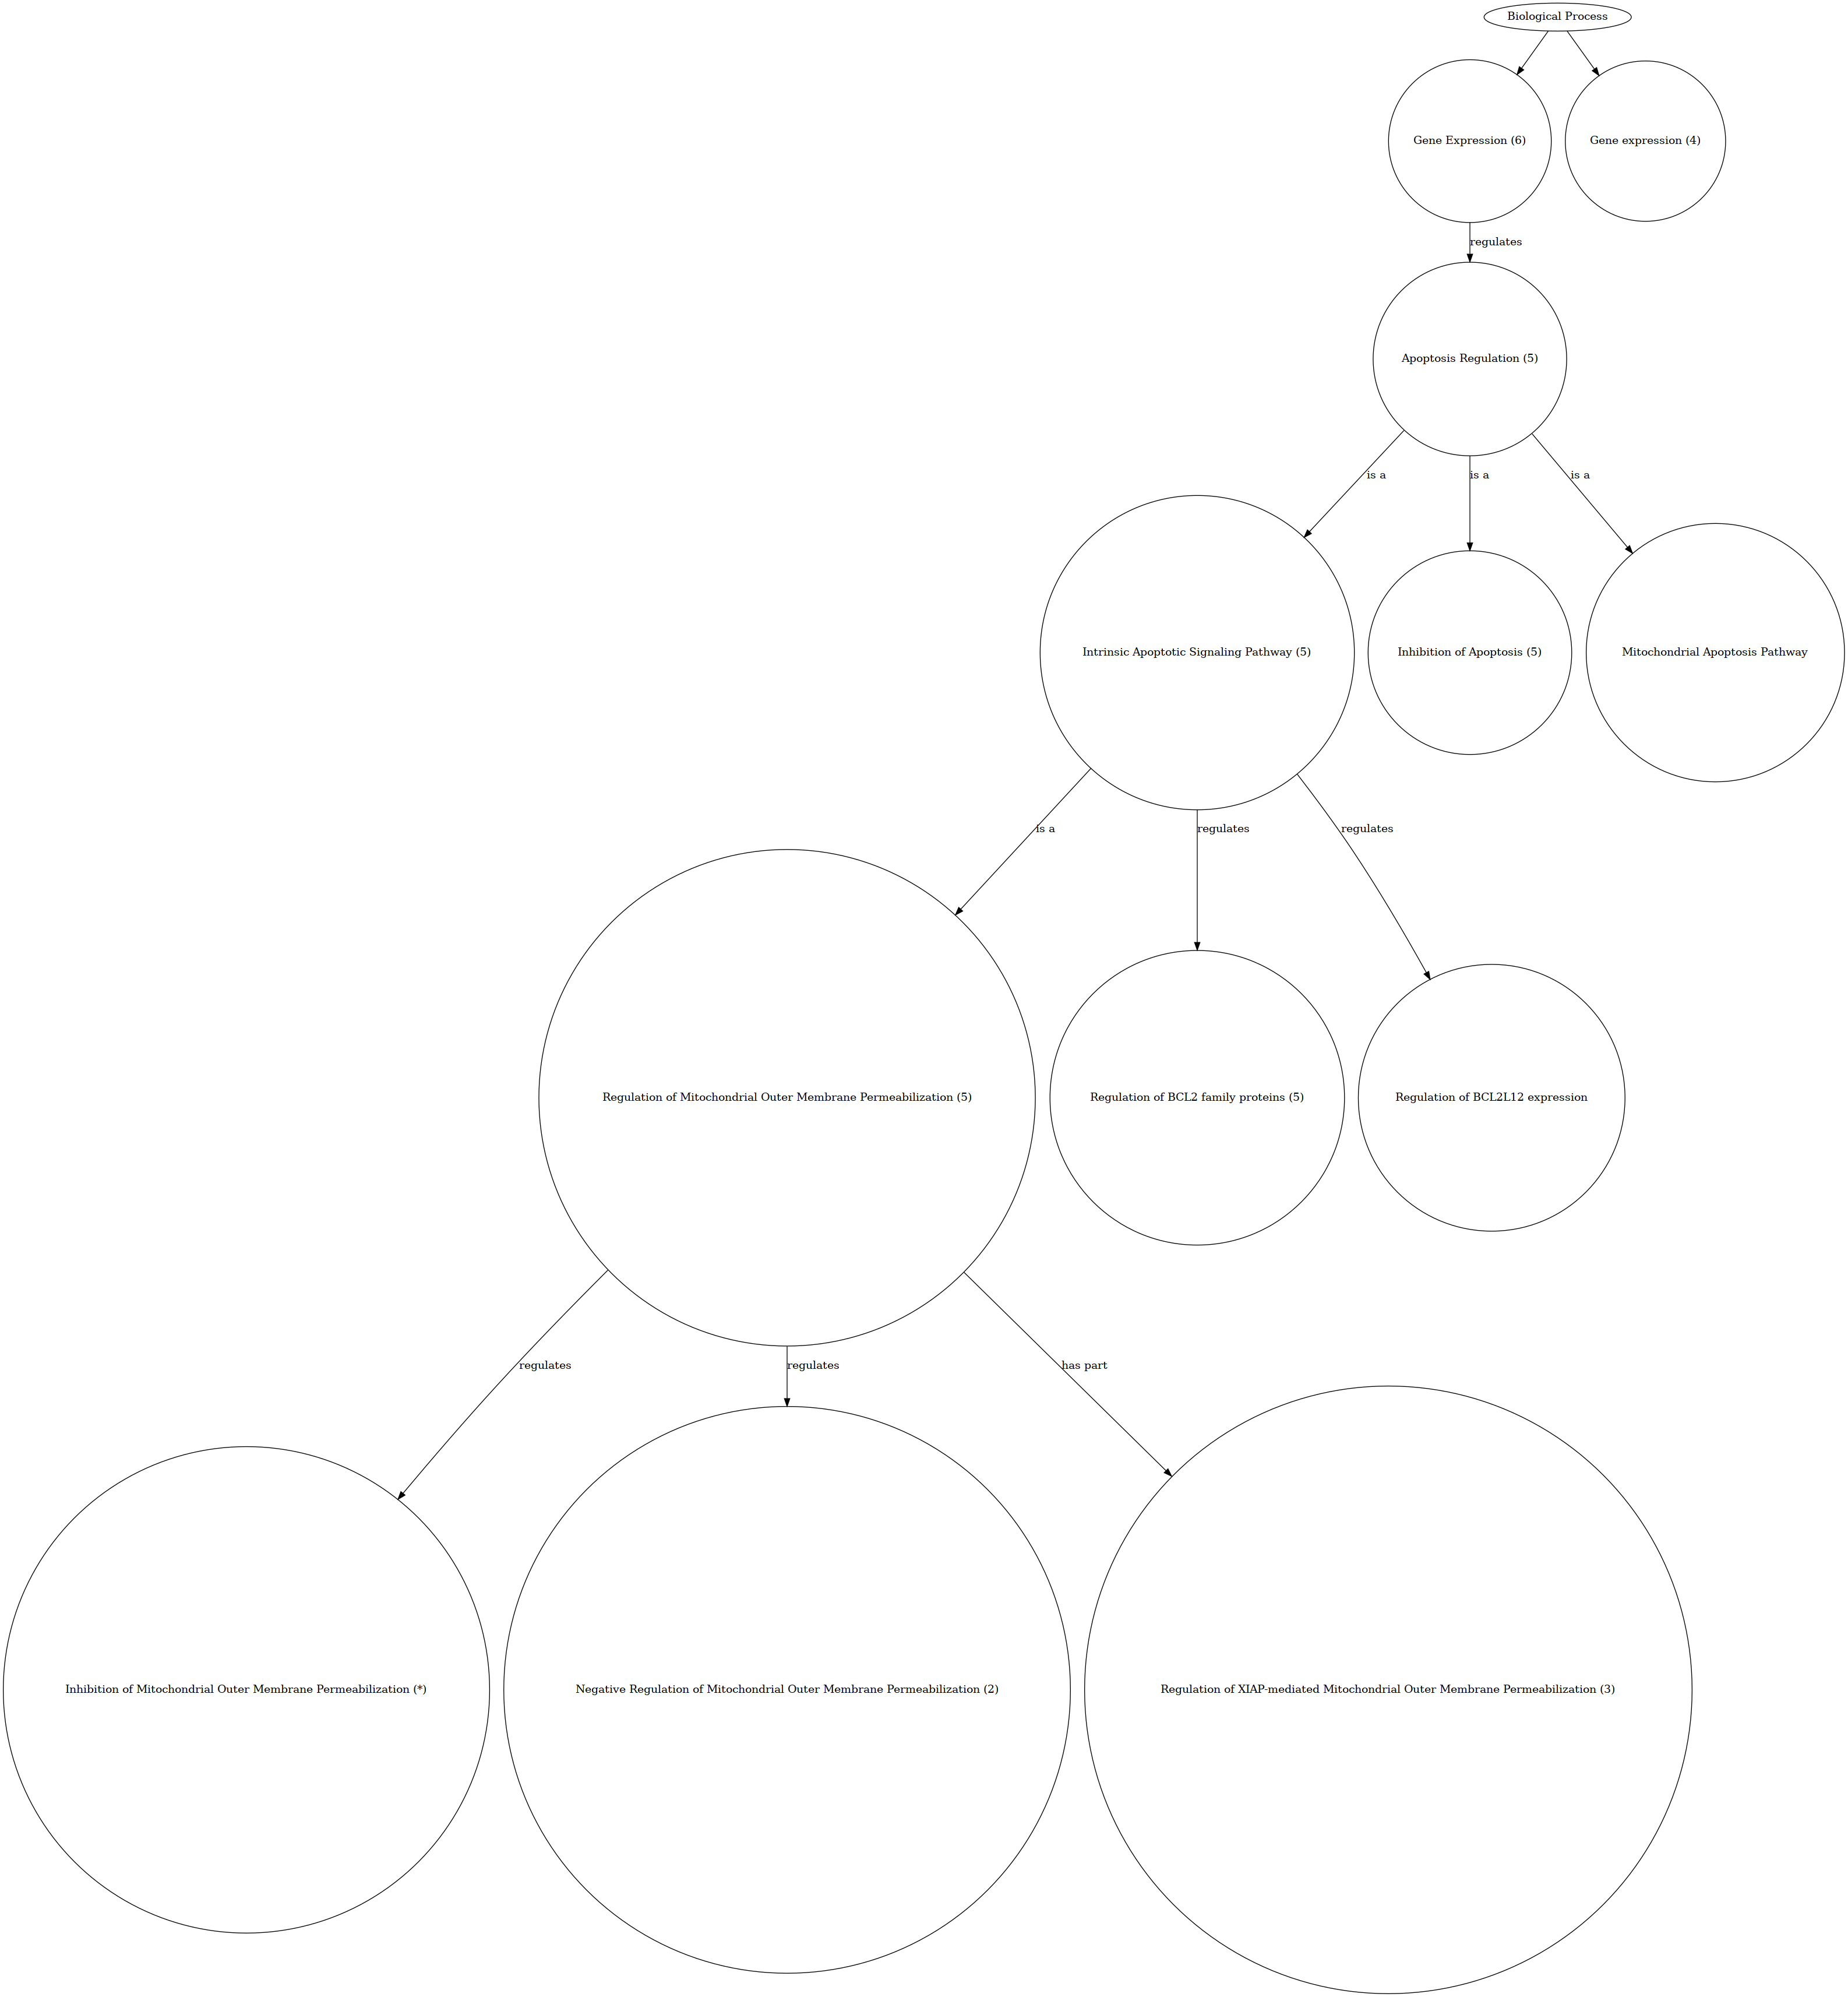 Biological Process
Gene Expression (6)
Gene expression (4)
regulates
Apoptosis Regulation (5)
is a
is a
is a
Intrinsic Apoptotic Signaling Pathway (5)
Inhibition of Apoptosis (5)
Mitochondrial Apoptosis Pathway
is a
regulates
regulates
Regulation of Mitochondrial Outer Membrane Permeabilization (5)
Regulation of BCL2 family proteins (5)
Regulation of BCL2L12 expression
regulates
regulates
has part
Inhibition of Mitochondrial Outer Membrane Permeabilization (*)
Negative Regulation of Mitochondrial Outer Membrane Permeabilization (2)
Regulation of XIAP-mediated Mitochondrial Outer Membrane Permeabilization (3)